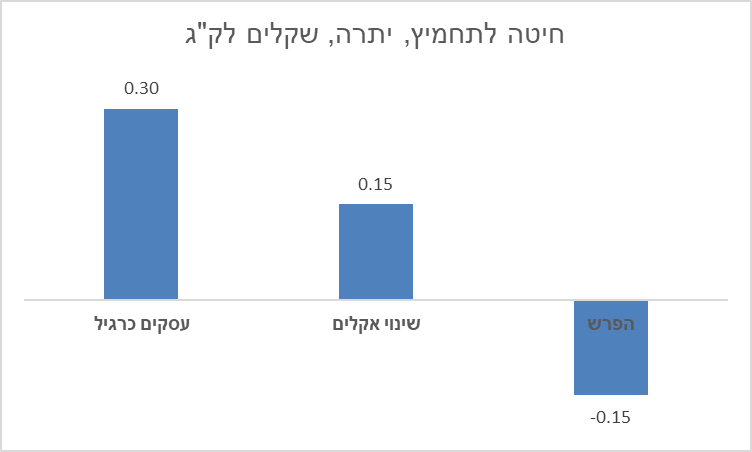 חיטה לתחמיץ, יתרה, שקלים לק"ג
0.30
0.15
עסקים כרגיל
שינוי אקלים
הפרש
-0.15